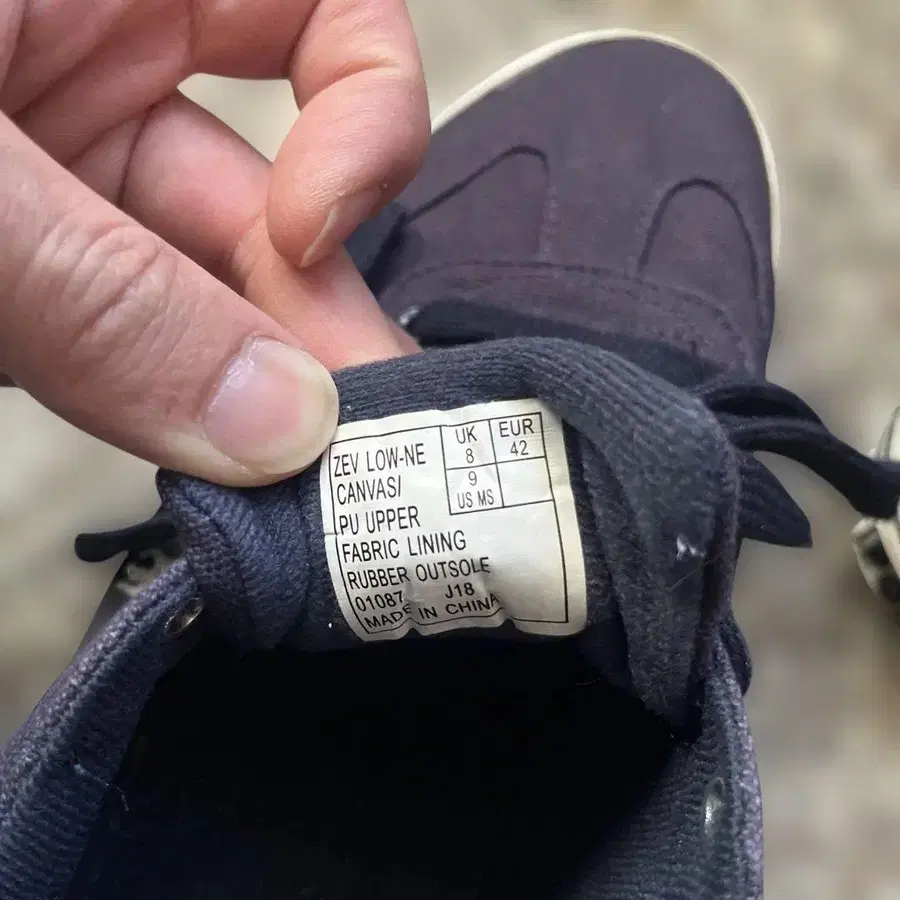 ZEV LOW-NE
CANVAS/
PU UPPER
FABRIC LINING
RUBBER OUTSOLE
01087 J18
MADE IN CHINA
UK EUR
8 42
9
US MS